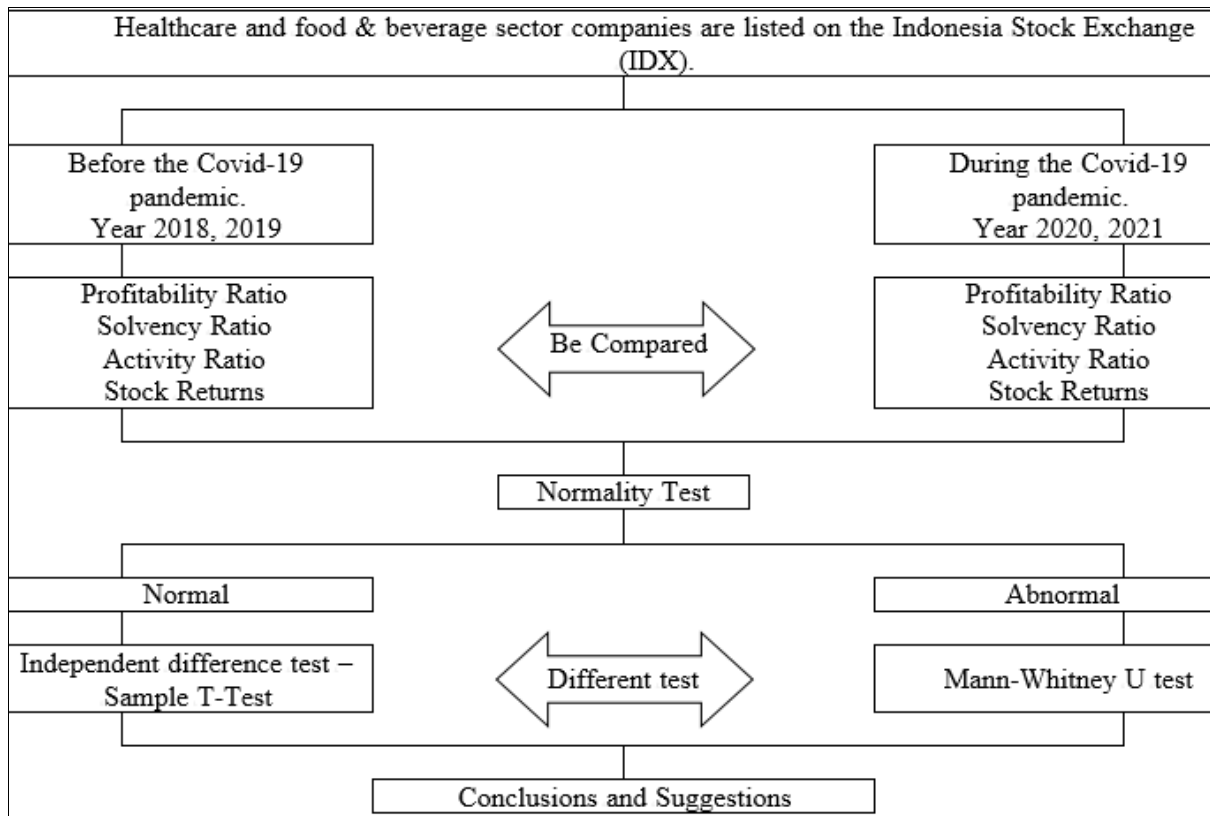 Healthcare and food & beverage sector companies are listed on the Indonesia Stock Exchange
(IDX).
Before the Covid-19
pandemic.
Year 2018, 2019
During the Covid-19
pandemic.
Year 2020, 2021
Profitability Ratio
Solvency Ratio
Activity Ratio
Stock Returns
Be Compared
Profitability Ratio
Solvency Ratio
Activity Ratio
Stock Returns
Normality Test
Normal
Abnormal
Independent difference test –
Sample T-Test
Different test
Mann-Whitney U test
Conclusions and Suggestions